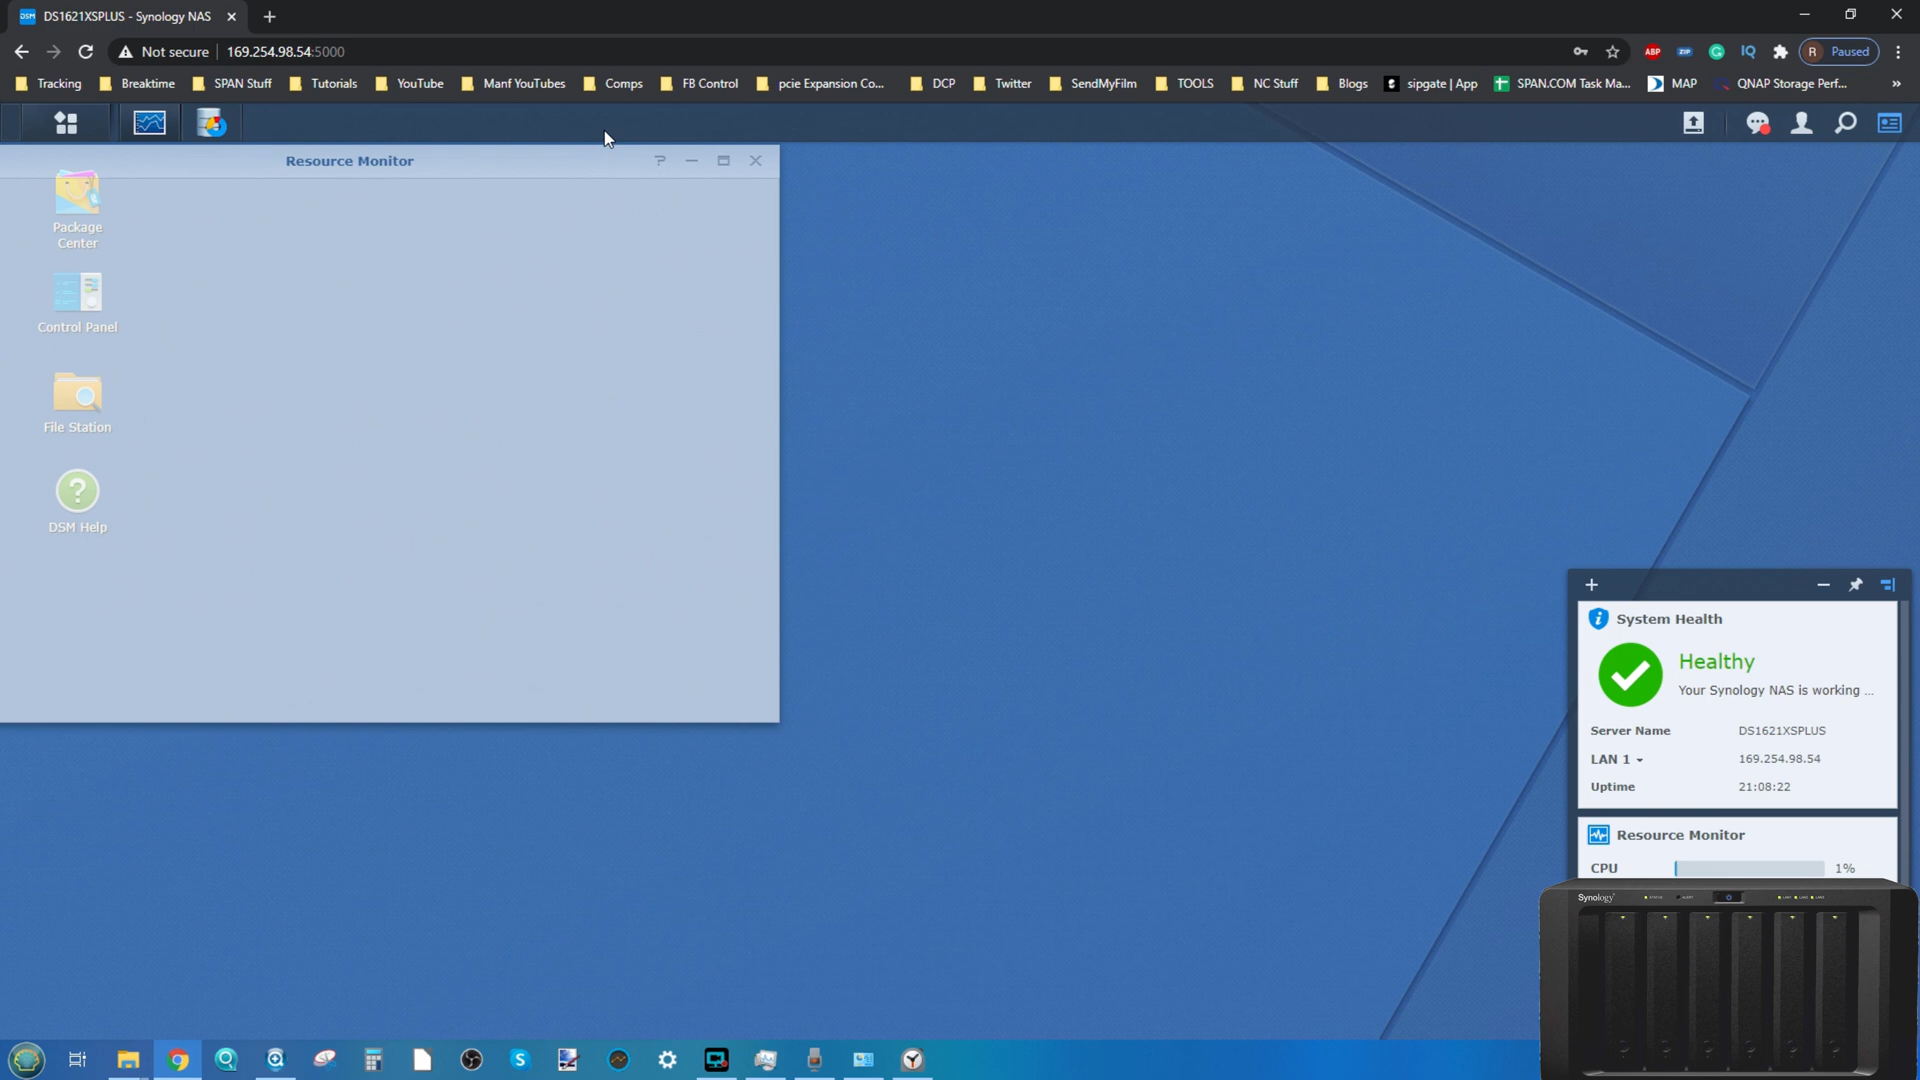 DSM DS1621XSPLUS - Synology NAS
Not secure 169.254.98.54:5000
ABP ZIP IQ R Paused
Tracking Breaktime SPAN Stuff Tutorials YouTube Manf YouTubes Comps FB Control pcie Expansion Co... DCP Twitter SendMyFilm TOOLS NC Stuff Blogs sipgate | App SPAN.COM Task Ma... MAP QNAP Storage Perf... »
Resource Monitor
Package
Center
Control Panel
File Station
DSM Help
System Health
Healthy
Your Synology NAS is working ...
Server Name DS1621XSPLUS
LAN 1 169.254.98.54
Uptime 21:08:22
Resource Monitor
CPU 1%
Synology